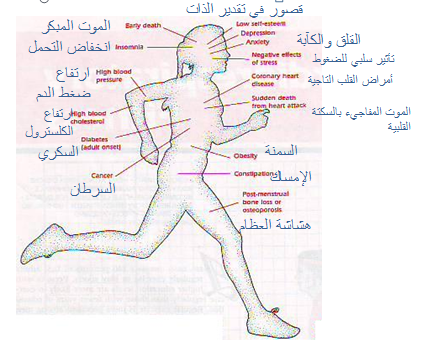 قصور في تقدير الذات
الموت المبكر
Early death
Low self-esteem
Depression
Anxiety
القلق والكآبة
انخفاض التحمل
Insomnia
Negative effects
of stress
تأثير سلبي للضغوط
ارتفاع
ضغط الدم
High blood
pressure
Coronary heart
disease
أمراض القلب التاجية
ارتفاع
الكلسترول
High blood
cholesterol
Sudden death
from heart attack
الموت المفاجيء بالسكتة
القلبية
السكري
Diabetes
(adult onset)
السرطان
Cancer
Obesity
السمنة
Constipation
الإمساك
Post-menstrual
bone loss or
osteoporosis
هشاشة العظام